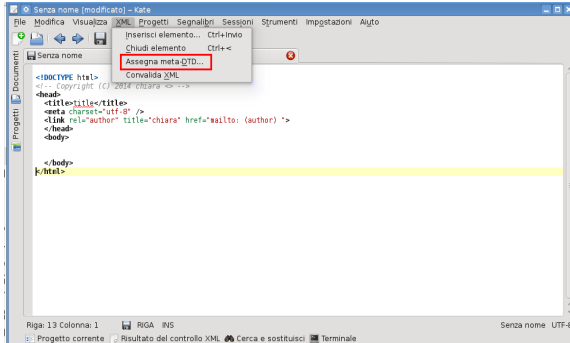 Senza nome [modificato] – Kate
File Modifica Visualizza XML Progetti Segnalibri Sessioni Strumenti Impostazioni Aiuto
Inserisci elemento... Ctrl+Invio
Chiudi elemento Ctrl+<
Assegna meta-DTD...
Convalida XML
Documenti
Progetti
Senza nome
<!DOCTYPE html>
<!-- Copyright (C) 2014 chiara <> -->
<head>
<title>title</title>
<meta charset="utf-8" />
<link rel="author" title="chiara" href="mailto: (author) ">
</head>
<body>
</body>
</html>
Riga: 13 Colonna: 1 RIGA INS Senza nome UTF-8
Progetto corrente Risultato del controllo XML Cerca e sostituisci Terminale